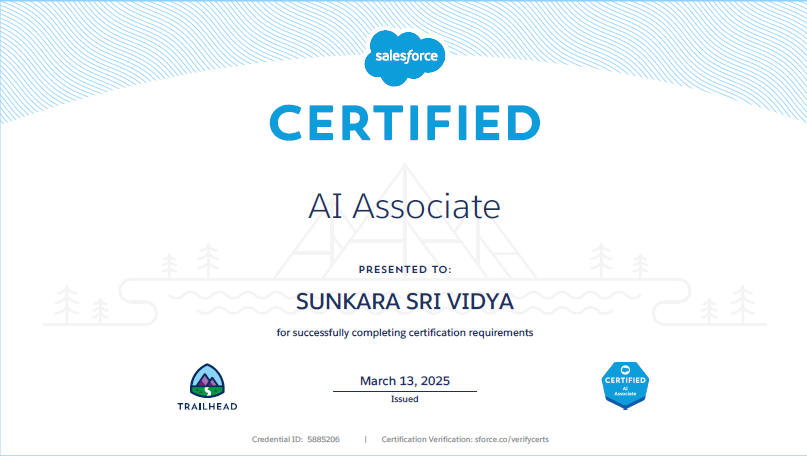 salesforce
CERTIFIED
AI Associate
PRESENTED TO:
SUNKARA SRI VIDYA
for successfully completing certification requirements
March 13, 2025
Issued
TRAILHEAD
CERTIFIED
AI
Associate
Credential ID: 5885206 | Certification Verification: sforce.co/verifycerts